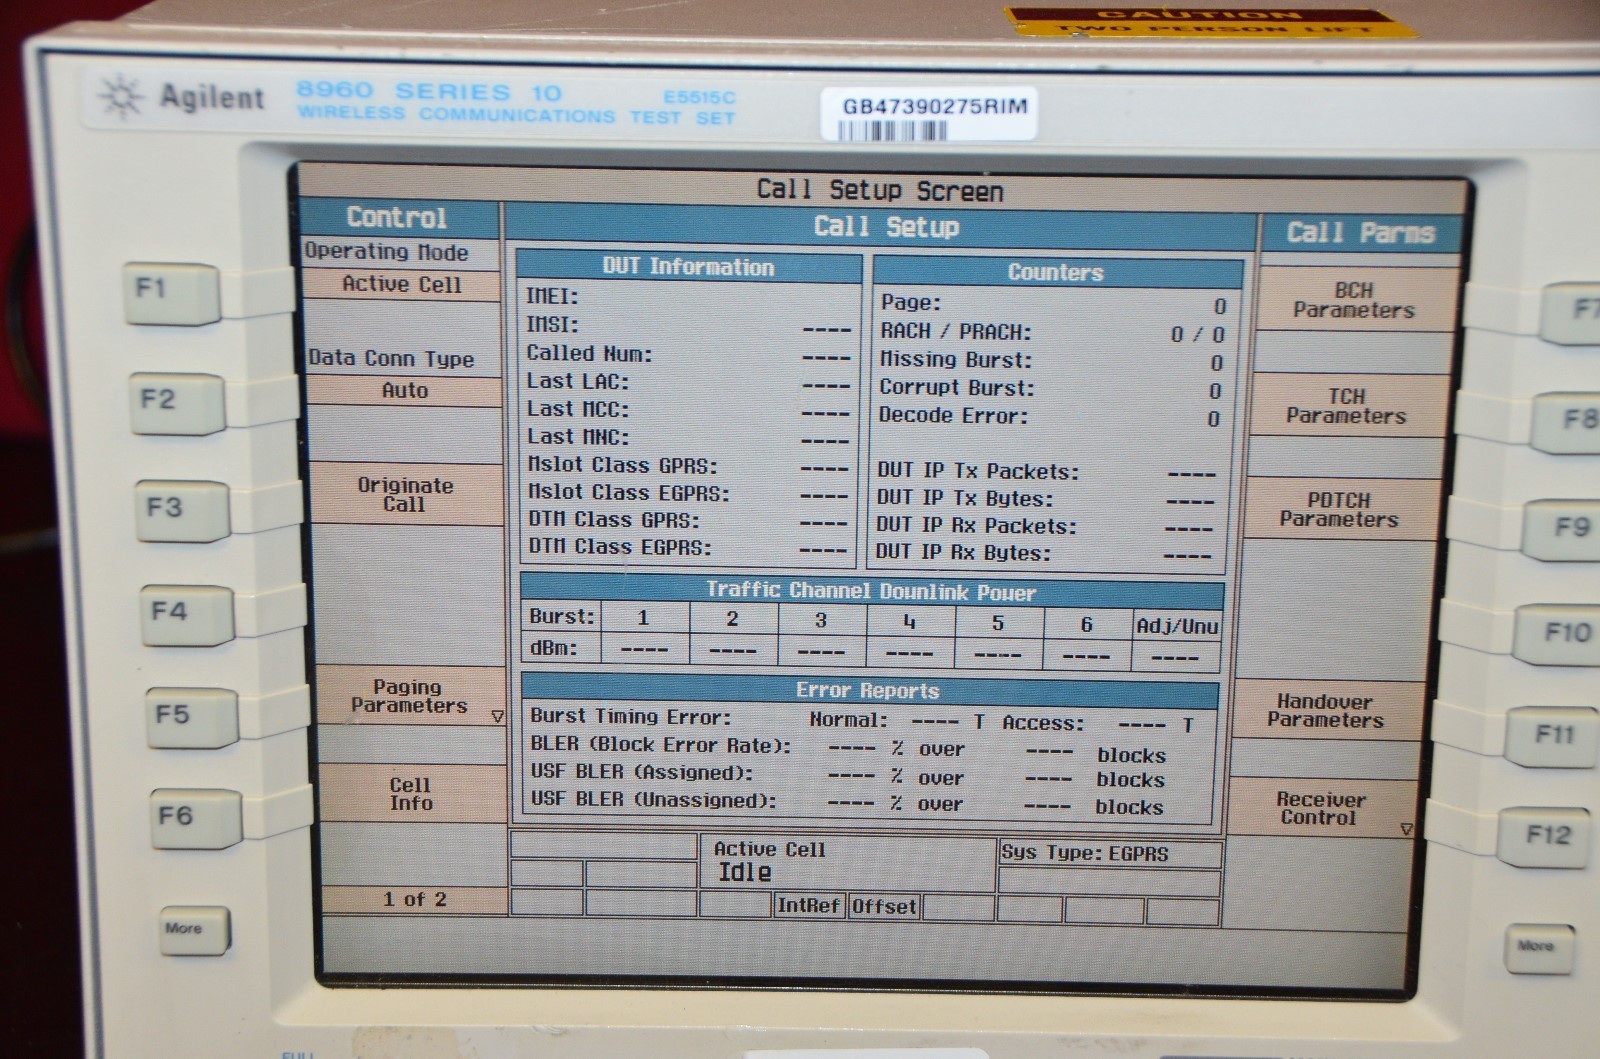 CAUTION
TWO PERSON LIFT
Agilent
8960 SERIES 10 E5515C
WIRELESS COMMUNICATIONS TEST SET
GB47390275RIM
Call Setup Screen
Control
Call Setup
Call Parms
Operating Mode
Active Cell
Data Conn Type
Auto
Originate
Call
Paging
Parameters
Cell
Info
1 of 2
DUT Information
IMEI:
IMSI: ----
Called Num: ----
Last LAC: ----
Last MCC: ----
Last MNC: ----
Mslot Class GPRS: ----
Mslot Class EGPRS: ----
DTM Class GPRS: ----
DTM Class EGPRS: ----
Counters
Page: 0
RACH / PRACH: 0 / 0
Missing Burst: 0
Corrupt Burst: 0
Decode Error: 0
DUT IP Tx Packets: ----
DUT IP Tx Bytes: ----
DUT IP Rx Packets: ----
DUT IP Rx Bytes: ----
Traffic Channel Downlink Power
Burst: 1 2 3 4 5 6 Adj/Unu
dBm: ---- ---- ---- ---- ---- ---- ----
Error Reports
Burst Timing Error: Normal: ---- T Access: ---- T
BLER (Block Error Rate): ---- % over ---- blocks
USF BLER (Assigned): ---- % over ---- blocks
USF BLER (Unassigned): ---- % over ---- blocks
Active Cell
Idle
Sys Type: EGPRS
IntRef Offset
BCH
Parameters
TCH
Parameters
PDTCH
Parameters
Handover
Parameters
Receiver
Control
F1
F2
F3
F4
F5
F6
More
F7
F8
F9
F10
F11
F12
More
FULL